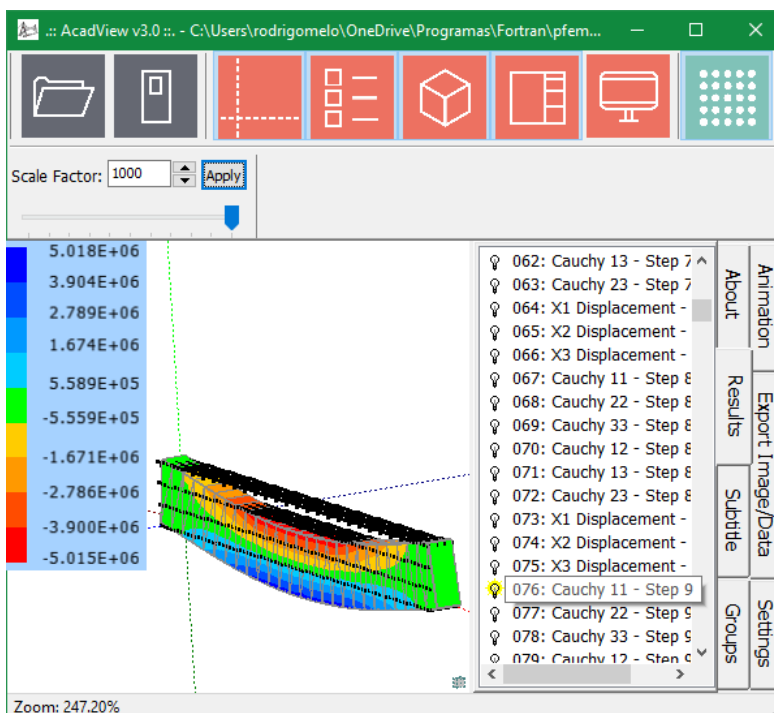 .:: AcadView v3.0 ::. - C:\Users\rodrigomelo\OneDrive\Programas\Fortran\pfem...
Scale Factor: 1000 Apply
5.018E+06
3.904E+06
2.789E+06
1.674E+06
5.589E+05
-5.559E+05
-1.671E+06
-2.786E+06
-3.900E+06
-5.015E+06
062: Cauchy 13 - Step 7
063: Cauchy 23 - Step 7
064: X1 Displacement -
065: X2 Displacement -
066: X3 Displacement -
067: Cauchy 11 - Step 8
068: Cauchy 22 - Step 8
069: Cauchy 33 - Step 8
070: Cauchy 12 - Step 8
071: Cauchy 13 - Step 8
072: Cauchy 23 - Step 8
073: X1 Displacement -
074: X2 Displacement -
075: X3 Displacement -
076: Cauchy 11 - Step 9
077: Cauchy 22 - Step 9
078: Cauchy 33 - Step 9
079: Cauchy 12 - Step 9
About
Results
Subtitle
Groups
Animation
Export Image/Data
Settings
Zoom: 247.20%